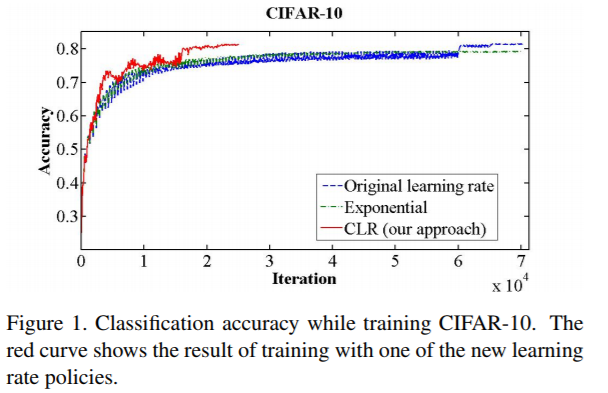 CIFAR-10
0.8
0.7
0.6
0.5
0.4
0.3
Accuracy
Original learning rate
Exponential
CLR (our approach)
0 1 2 3 4 5 6 7
Iteration
x 10^4
Figure 1. Classification accuracy while training CIFAR-10. The
red curve shows the result of training with one of the new learning
rate policies.